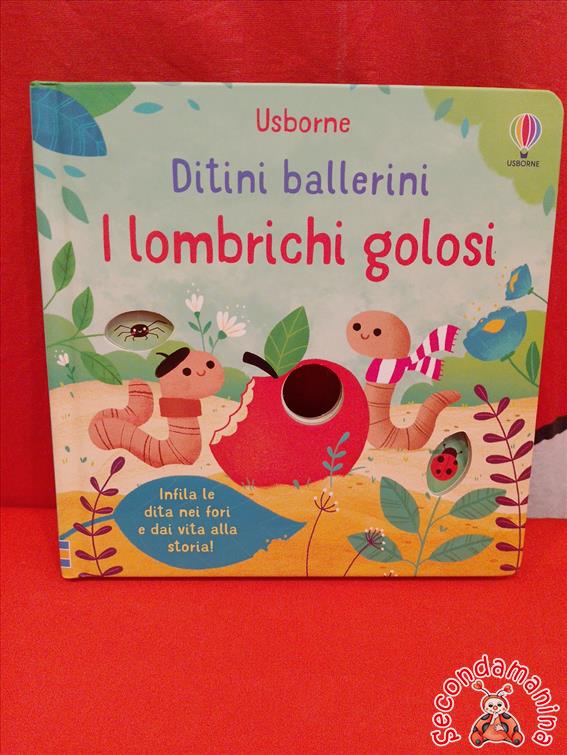 Usborne
USBORNE
Ditini ballerini
I lombrichi golosi
Infila le
dita nei fori
e dai vita alla
storia!
secondamanina